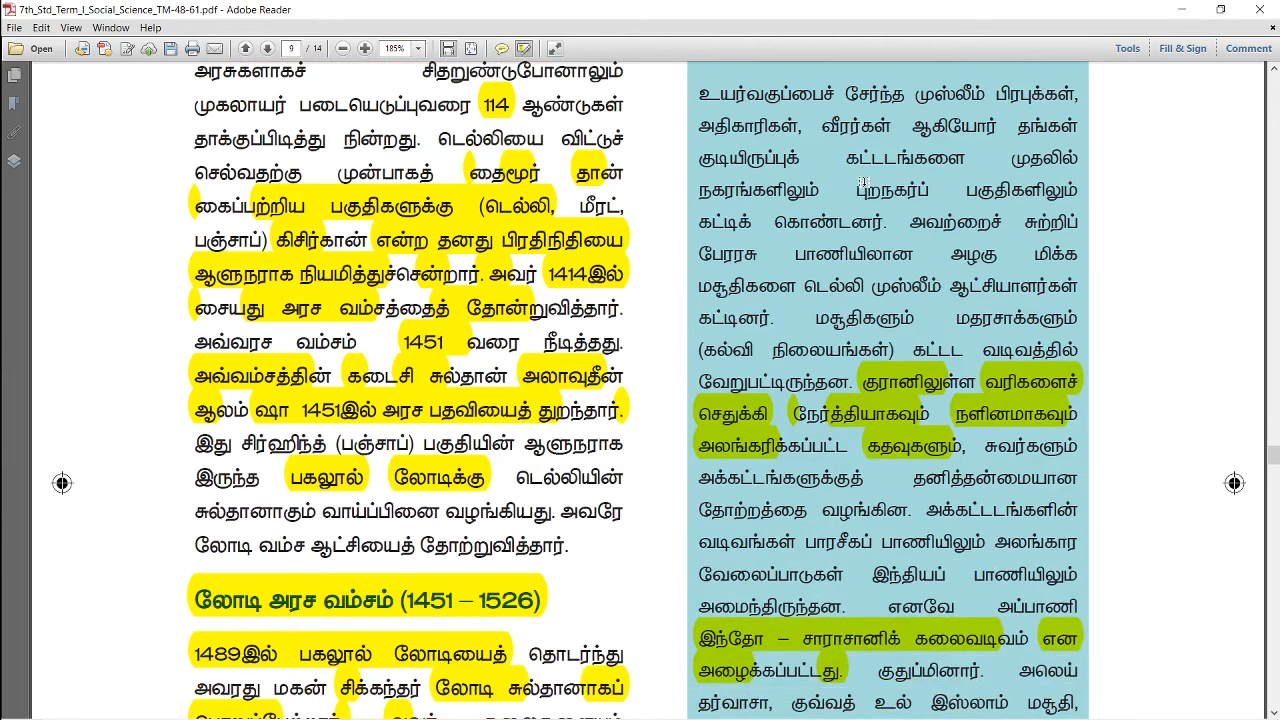 7th_Std_Term_I_Social_Science_TM-48-61.pdf - Adobe Reader
File Edit View Window Help
Open 9 / 14 185% Tools Fill & Sign Comment
அரசுகளாகச் சிதறுண்டுபோனாலும்
முகலாயர் படையெடுப்புவரை 114 ஆண்டுகள்
தாக்குப்பிடித்து நின்றது. டெல்லியை விட்டுச்
செல்வதற்கு முன்பாகத் தைமூர் தான்
கைப்பற்றிய பகுதிகளுக்கு (டெல்லி, மீரட்,
பஞ்சாப்) கிசிர்கான் என்ற தனது பிரதிநிதியை
ஆளுநராக நியமித்துச்சென்றார். அவர் 1414இல்
சையது அரச வம்சத்தைத் தோன்றுவித்தார்.
அவ்வரச வம்சம் 1451 வரை நீடித்தது.
அவ்வம்சத்தின் கடைசி சுல்தான் அலாவுதீன்
ஆலம் ஷா 1451இல் அரச பதவியைத் துறந்தார்.
இது சிர்ஹிந்த் (பஞ்சாப்) பகுதியின் ஆளுநராக
இருந்த பகலூல் லோடிக்கு டெல்லியின்
சுல்தானாகும் வாய்ப்பினை வழங்கியது. அவரே
லோடி வம்ச ஆட்சியைத் தோற்றுவித்தார்.
லோடி அரச வம்சம் (1451 – 1526)
1489இல் பகலூல் லோடியைத் தொடர்ந்து
அவரது மகன் சிக்கந்தர் லோடி சுல்தானாகப்
உயர்வகுப்பைச் சேர்ந்த முஸ்லீம் பிரபுக்கள்,
அதிகாரிகள், வீரர்கள் ஆகியோர் தங்கள்
குடியிருப்புக் கட்டடங்களை முதலில்
நகரங்களிலும் புறநகர்ப் பகுதிகளிலும்
கட்டிக் கொண்டனர். அவற்றைச் சுற்றிப்
பேரரசு பாணியிலான அழகு மிக்க
மசூதிகளை டெல்லி முஸ்லீம் ஆட்சியாளர்கள்
கட்டினர். மசூதிகளும் மதரசாக்களும்
(கல்வி நிலையங்கள்) கட்டட வடிவத்தில்
வேறுபட்டிருந்தன. குரானிலுள்ள வரிகளைச்
செதுக்கி நேர்த்தியாகவும் நளினமாகவும்
அலங்கரிக்கப்பட்ட கதவுகளும், சுவர்களும்
அக்கட்டடங்களுக்குத் தனித்தன்மையான
தோற்றத்தை வழங்கின. அக்கட்டடங்களின்
வடிவங்கள் பாரசீகப் பாணியிலும் அலங்கார
வேலைப்பாடுகள் இந்தியப் பாணியிலும்
அமைந்திருந்தன. எனவே அப்பாணி
இந்தோ – சாராசானிக் கலைவடிவம் என
அழைக்கப்பட்டது. குதுப்மினார். அலெய்
தர்வாசா, குவ்வத் உல் இஸ்லாம் மசூதி,